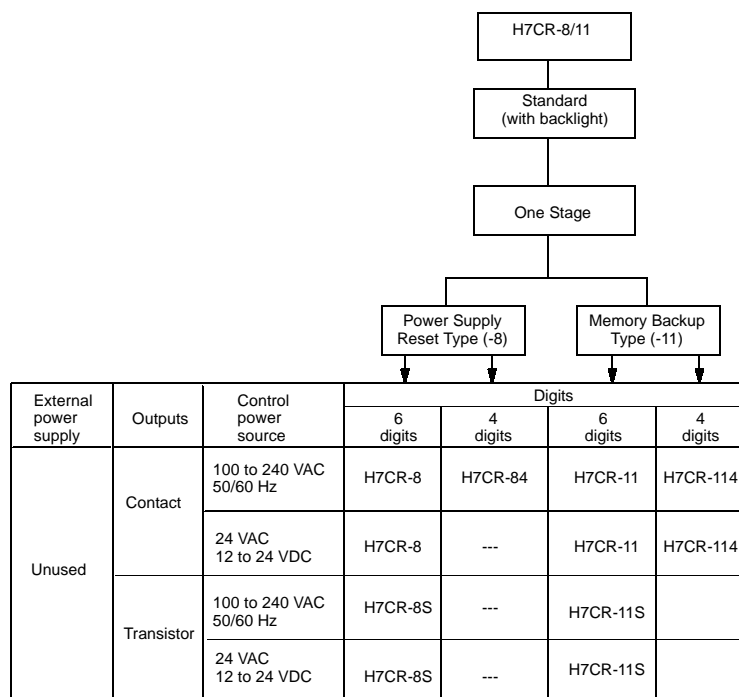 H7CR-8/11
Standard
(with backlight)
One Stage
Power Supply
Reset Type (-8)
Memory Backup
Type (-11)
External
power
supply
Outputs
Control
power
source
Digits
6
digits
4
digits
6
digits
4
digits
Unused
Contact
100 to 240 VAC
50/60 Hz
H7CR-8
H7CR-84
H7CR-11
H7CR-114
24 VAC
12 to 24 VDC
H7CR-8
---
H7CR-11
H7CR-114
Transistor
100 to 240 VAC
50/60 Hz
H7CR-8S
---
H7CR-11S
24 VAC
12 to 24 VDC
H7CR-8S
---
H7CR-11S